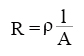 R = ρ l/A